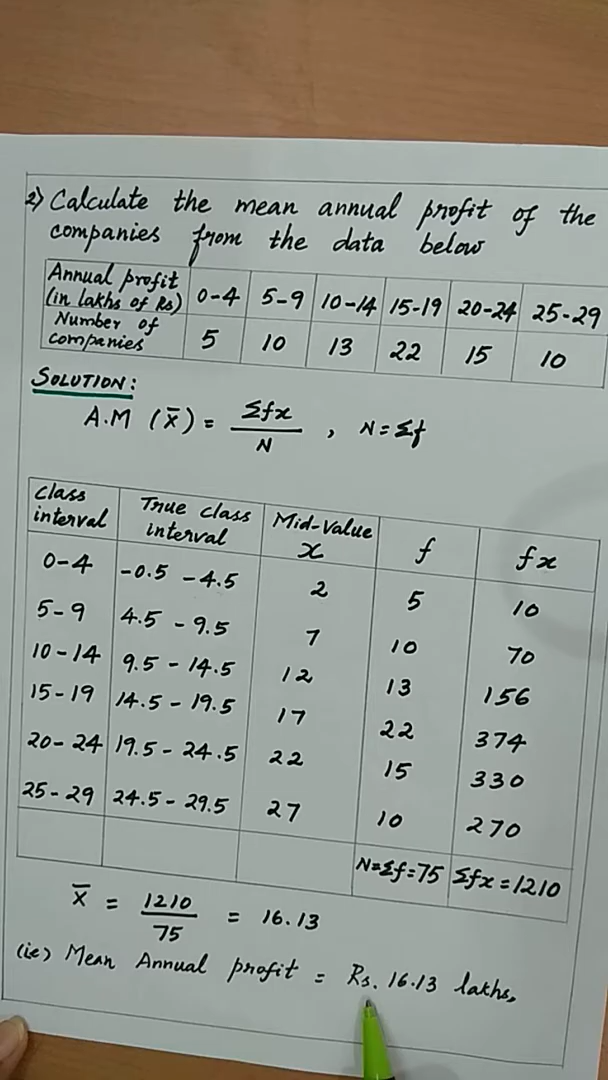 2) Calculate the mean annual profit of the
companies from the data below
Annual profit (in lakhs of Rs) 0-4 5-9 10-14 15-19 20-24 25-29
Number of companies 5 10 13 22 15 10
SOLUTION:
A.M (x̄) = Σfx / N , N = Σf
Class interval True class interval Mid-Value x f fx
0-4 -0.5 - 4.5 2 5 10
5-9 4.5 - 9.5 7 10 70
10-14 9.5 - 14.5 12 13 156
15-19 14.5 - 19.5 17 22 374
20-24 19.5 - 24.5 22 15 330
25-29 24.5 - 29.5 27 10 270
N=Σf=75 Σfx=1210
x̄ = 1210 / 75 = 16.13
(ie) Mean Annual profit = Rs. 16.13 lakhs.